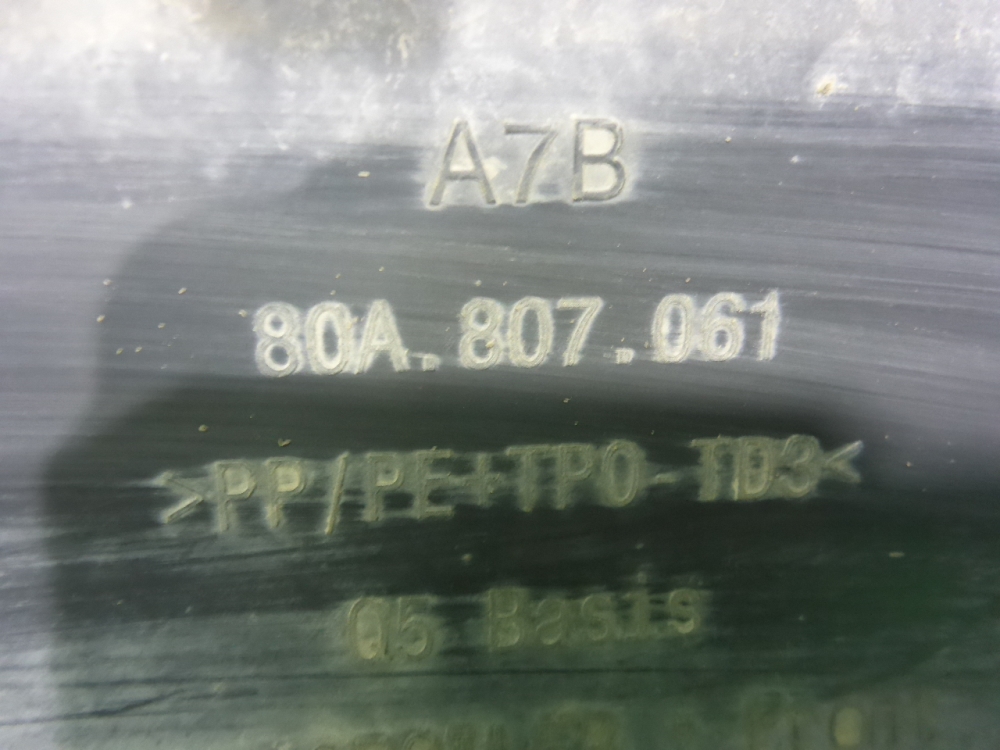 A7B
80A.807.061
>PP/PE+TPO-TD3<
Q5 Basis